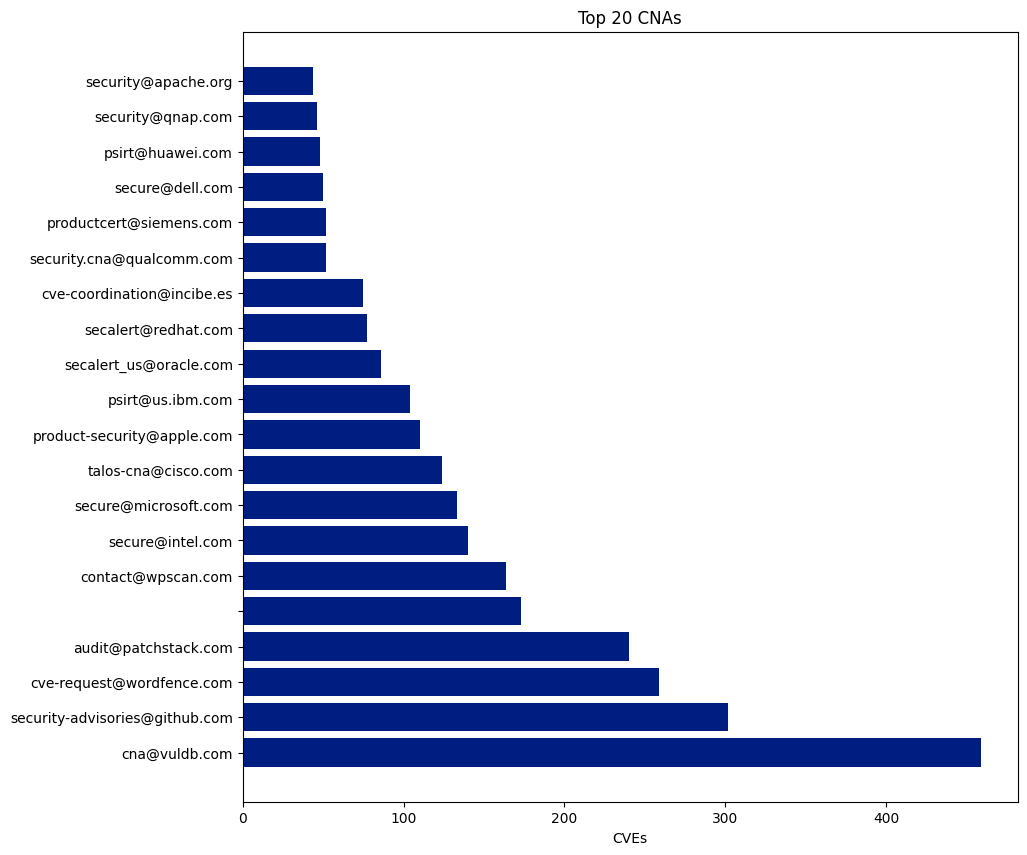 Top 20 CNAs
security@apache.org
security@qnap.com
psirt@huawei.com
secure@dell.com
productcert@siemens.com
security.cna@qualcomm.com
cve-coordination@incibe.es
secalert@redhat.com
secalert_us@oracle.com
psirt@us.ibm.com
product-security@apple.com
talos-cna@cisco.com
secure@microsoft.com
secure@intel.com
contact@wpscan.com
audit@patchstack.com
cve-request@wordfence.com
security-advisories@github.com
cna@vuldb.com
0 100 200 300 400
CVEs